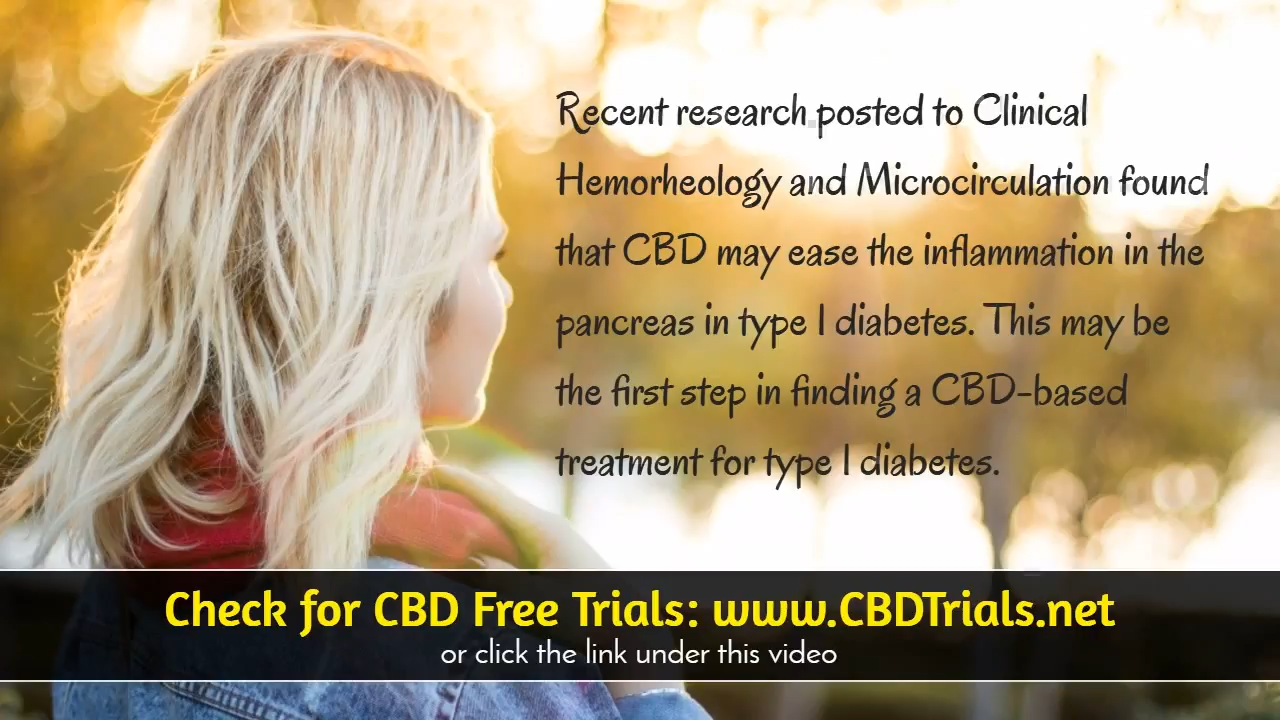 Recent research posted to Clinical
Hemorheology and Microcirculation found
that CBD may ease the inflammation in the
pancreas in type 1 diabetes. This may be
the first step in finding a CBD-based
treatment for type 1 diabetes.
Check for CBD Free Trials: www.CBDTrials.net
or click the link under this video